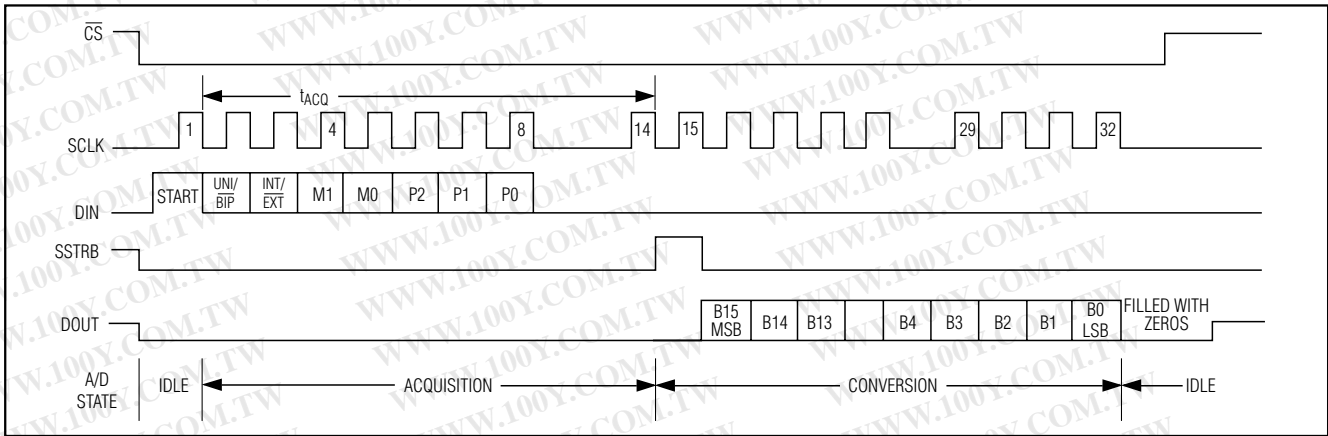 CS
tACQ
SCLK 1 4 8 14 15 29 32
DIN START UNI/BIP INT/EXT M1 M0 P2 P1 P0
SSTRB
DOUT B15 MSB B14 B13 B4 B3 B2 B1 B0 LSB FILLED WITH ZEROS
A/D STATE IDLE ACQUISITION CONVERSION IDLE
WWW.100Y.COM.TW